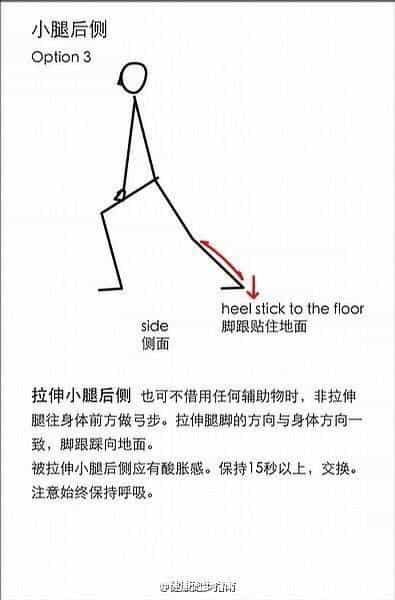 小腿后侧
Option 3
heel stick to the floor
脚跟贴住地面
side
侧面
拉伸小腿后侧 也可不借用任何辅助物时，非拉伸
腿往身体前方做弓步。拉伸腿脚的方向与身体方向一
致，脚跟踩向地面。
被拉伸小腿后侧应有酸胀感。保持15秒以上，交换。
注意始终保持呼吸。